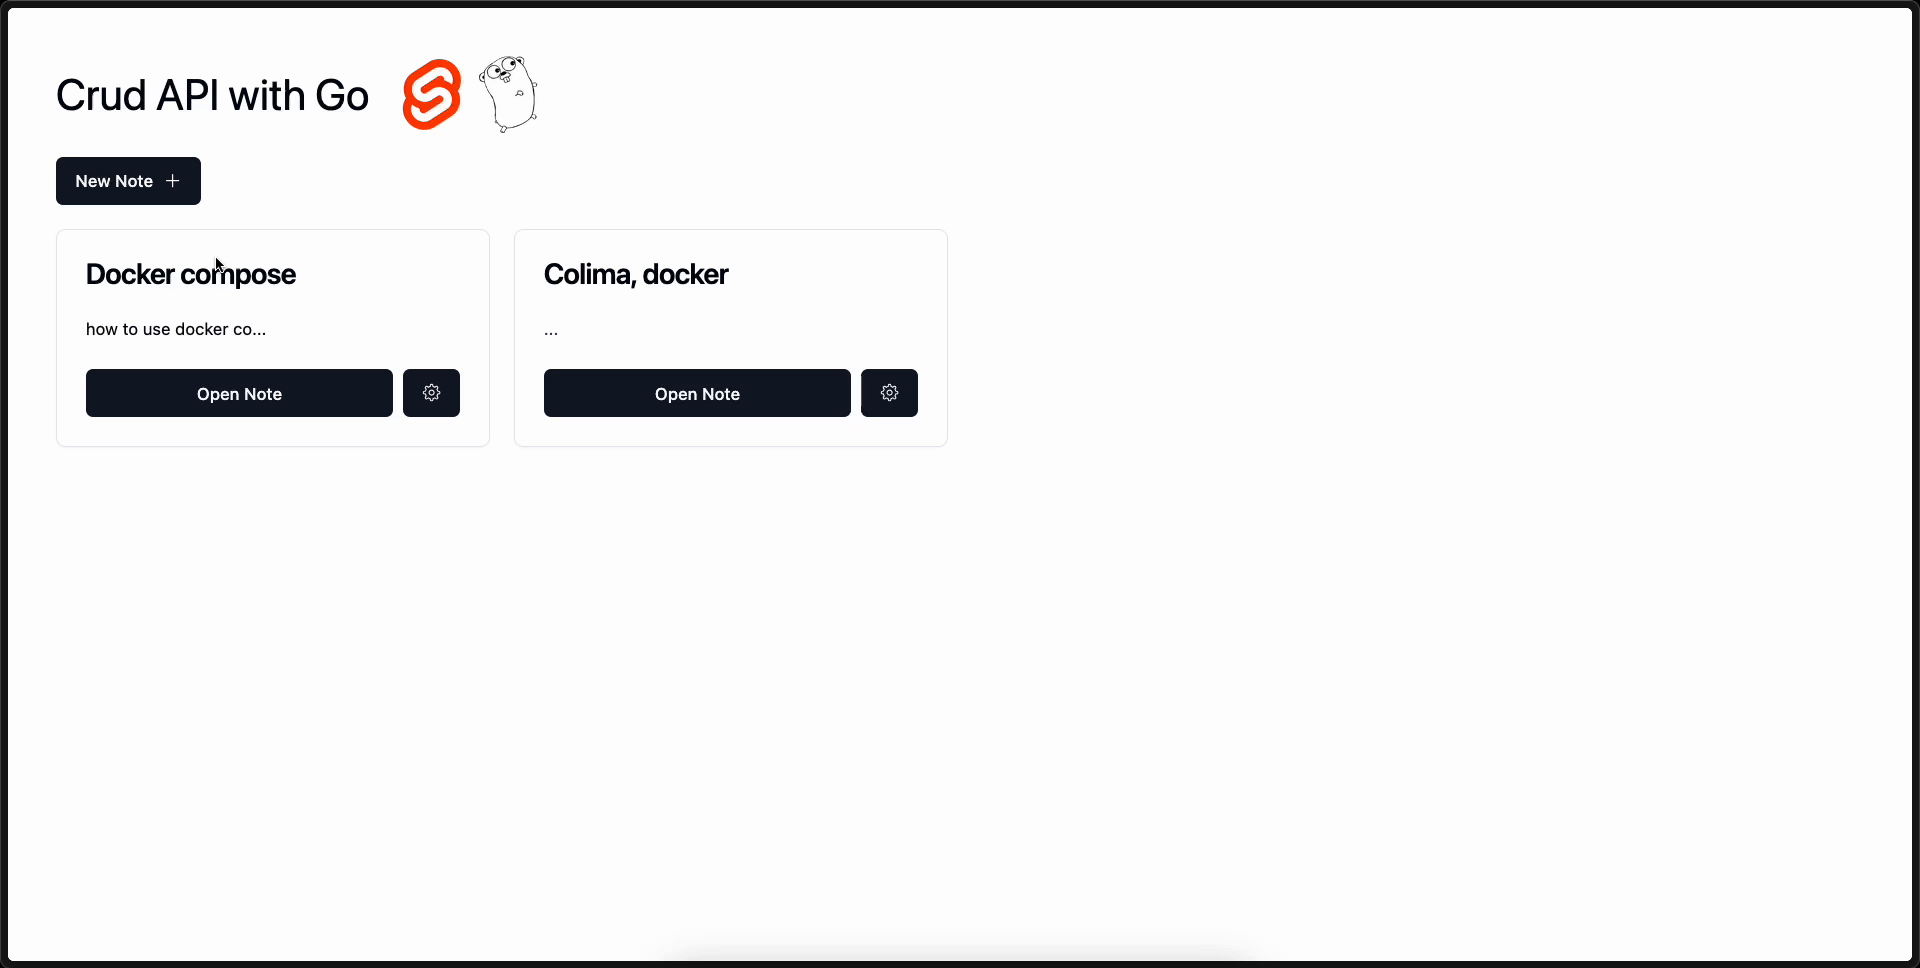 Crud API with Go
New Note
Docker compose
how to use docker co...
Open Note
Colima, docker
...
Open Note